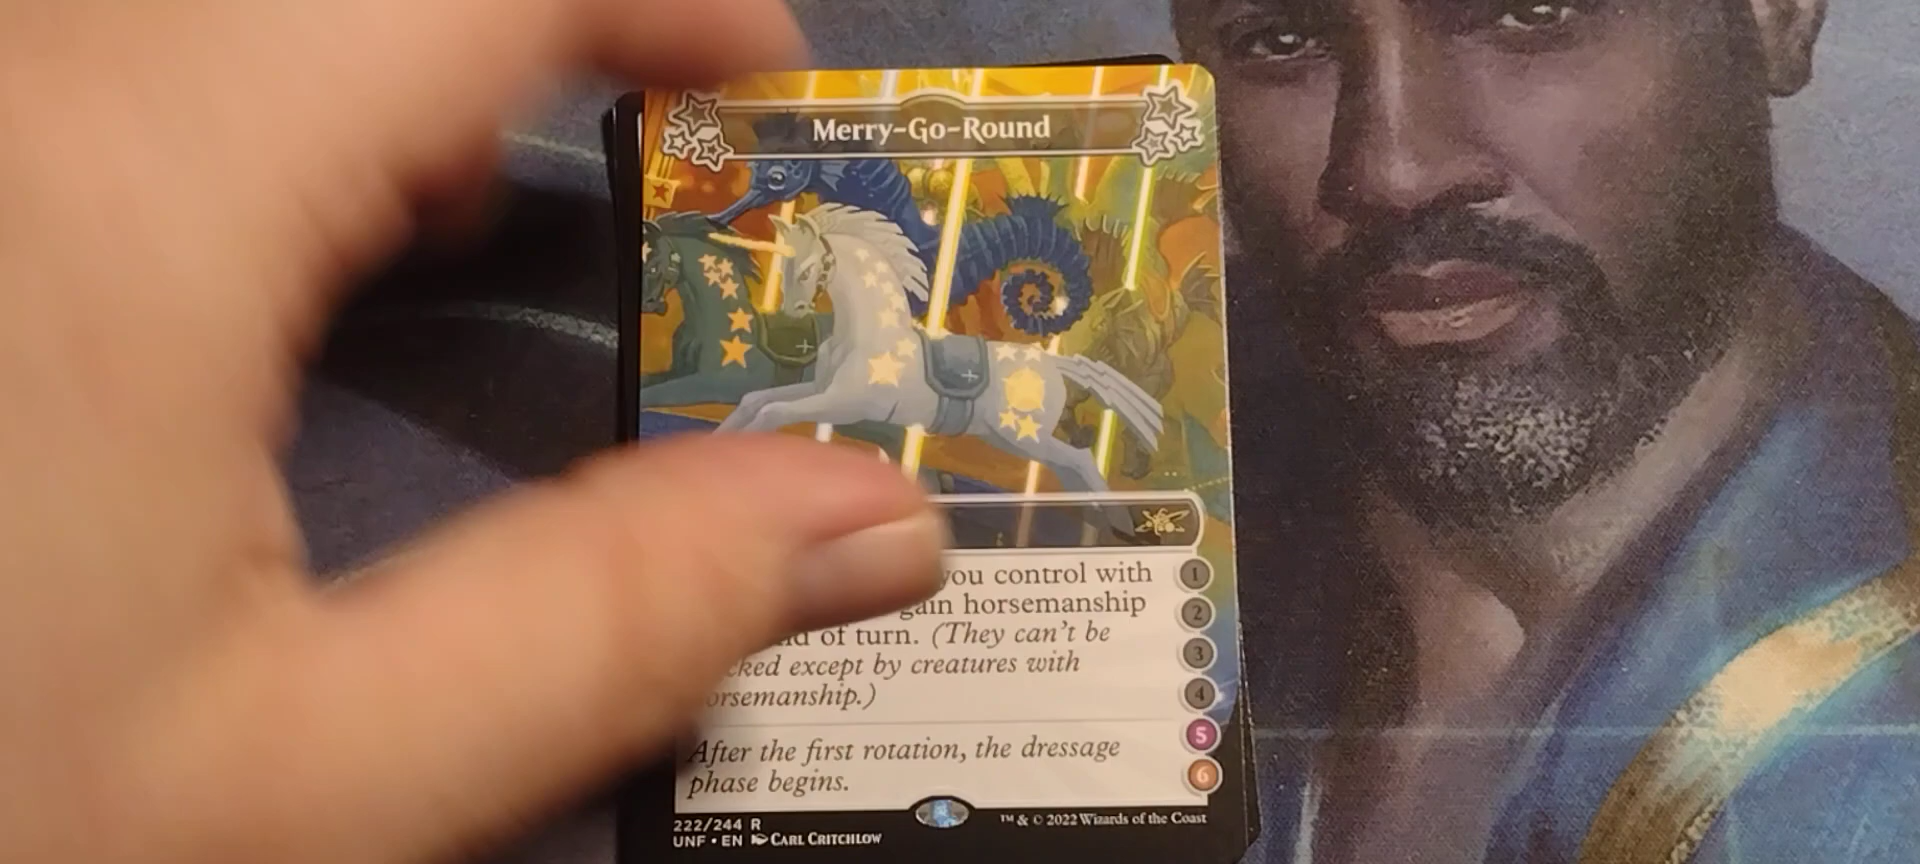 Merry-Go-Round
you control with
gain horsemanship
of turn. (They can't be
except by creatures with
horsemanship.)
After the first rotation, the dressage
phase begins.
1
2
3
4
5
6
222/244 R
UNF • EN CARL CRITCHLOW
™ & © 2022 Wizards of the Coast